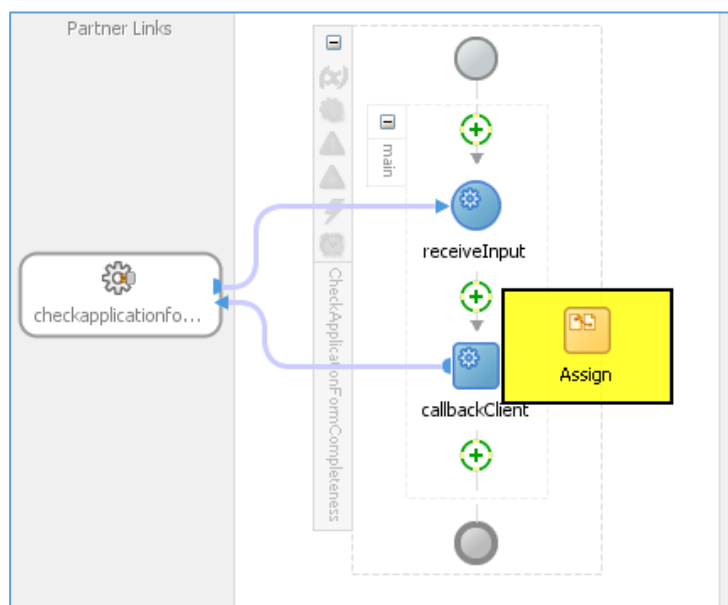 Partner Links
main
receiveInput
checkapplicationfo...
Assign
callbackClient
CheckApplicationFormCompleteness